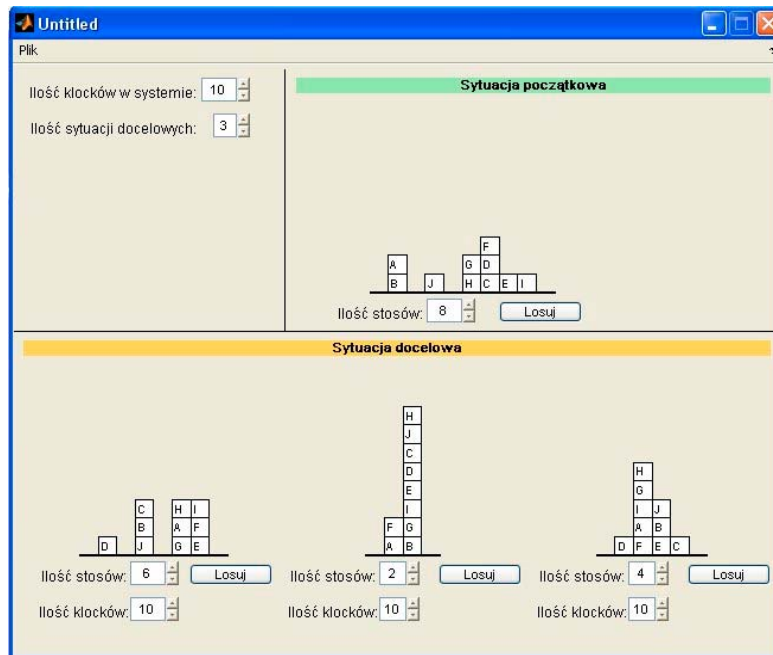 Untitled
Plik
Ilość klocków w systemie: 10
Ilość sytuacji docelowych: 3
Sytuacja początkowa
F
A G D
B J H C E I
Ilość stosów: 8 Losuj
Sytuacja docelowa
H
J
C
D H
E G
C H I I I J
B A F F G A B
D J G E A B D F E C
Ilość stosów: 6 Losuj Ilość stosów: 2 Losuj Ilość stosów: 4 Losuj
Ilość klocków: 10 Ilość klocków: 10 Ilość klocków: 10